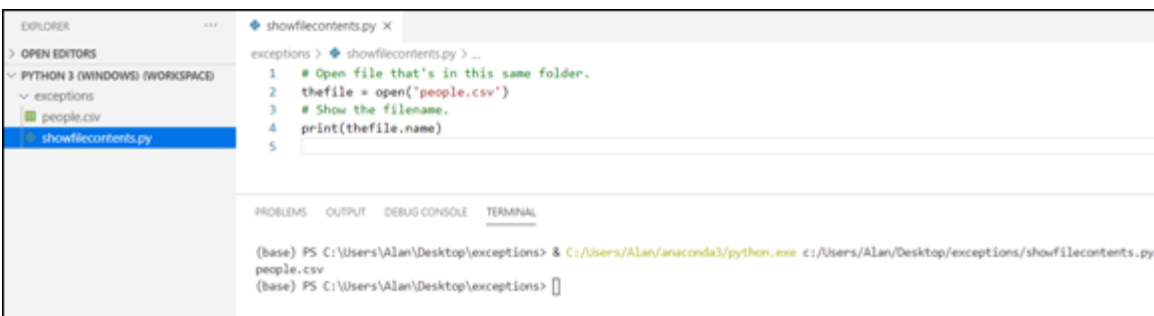 EXPLORER ...
> OPEN EDITORS
PYTHON 3 (WINDOWS) (WORKSPACE)
exceptions
people.csv
showfilecontents.py
showfilecontents.py ×
exceptions > showfilecontents.py > ...
1 # Open file that's in this same folder.
2 thefile = open('people.csv')
3 # Show the filename.
4 print(thefile.name)
5
PROBLEMS OUTPUT DEBUG CONSOLE TERMINAL
(base) PS C:\Users\Alan\Desktop\exceptions> & C:/Users/Alan/anaconda3/python.exe c:/Users/Alan/Desktop/exceptions/showfilecontents.py
people.csv
(base) PS C:\Users\Alan\Desktop\exceptions>